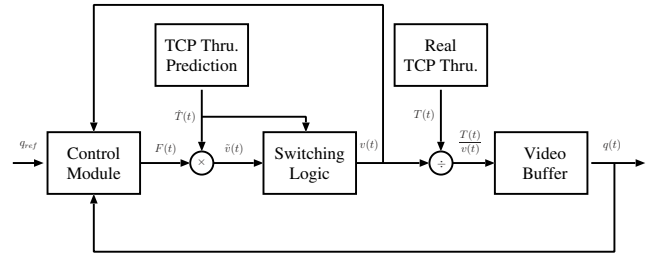 TCP Thru.
Prediction
Real
TCP Thru.
T̂(t)
T(t)
q_ref
Control
Module
F(t)
×
ṽ(t)
Switching
Logic
v(t)
÷
T(t)
v(t)
Video
Buffer
q(t)